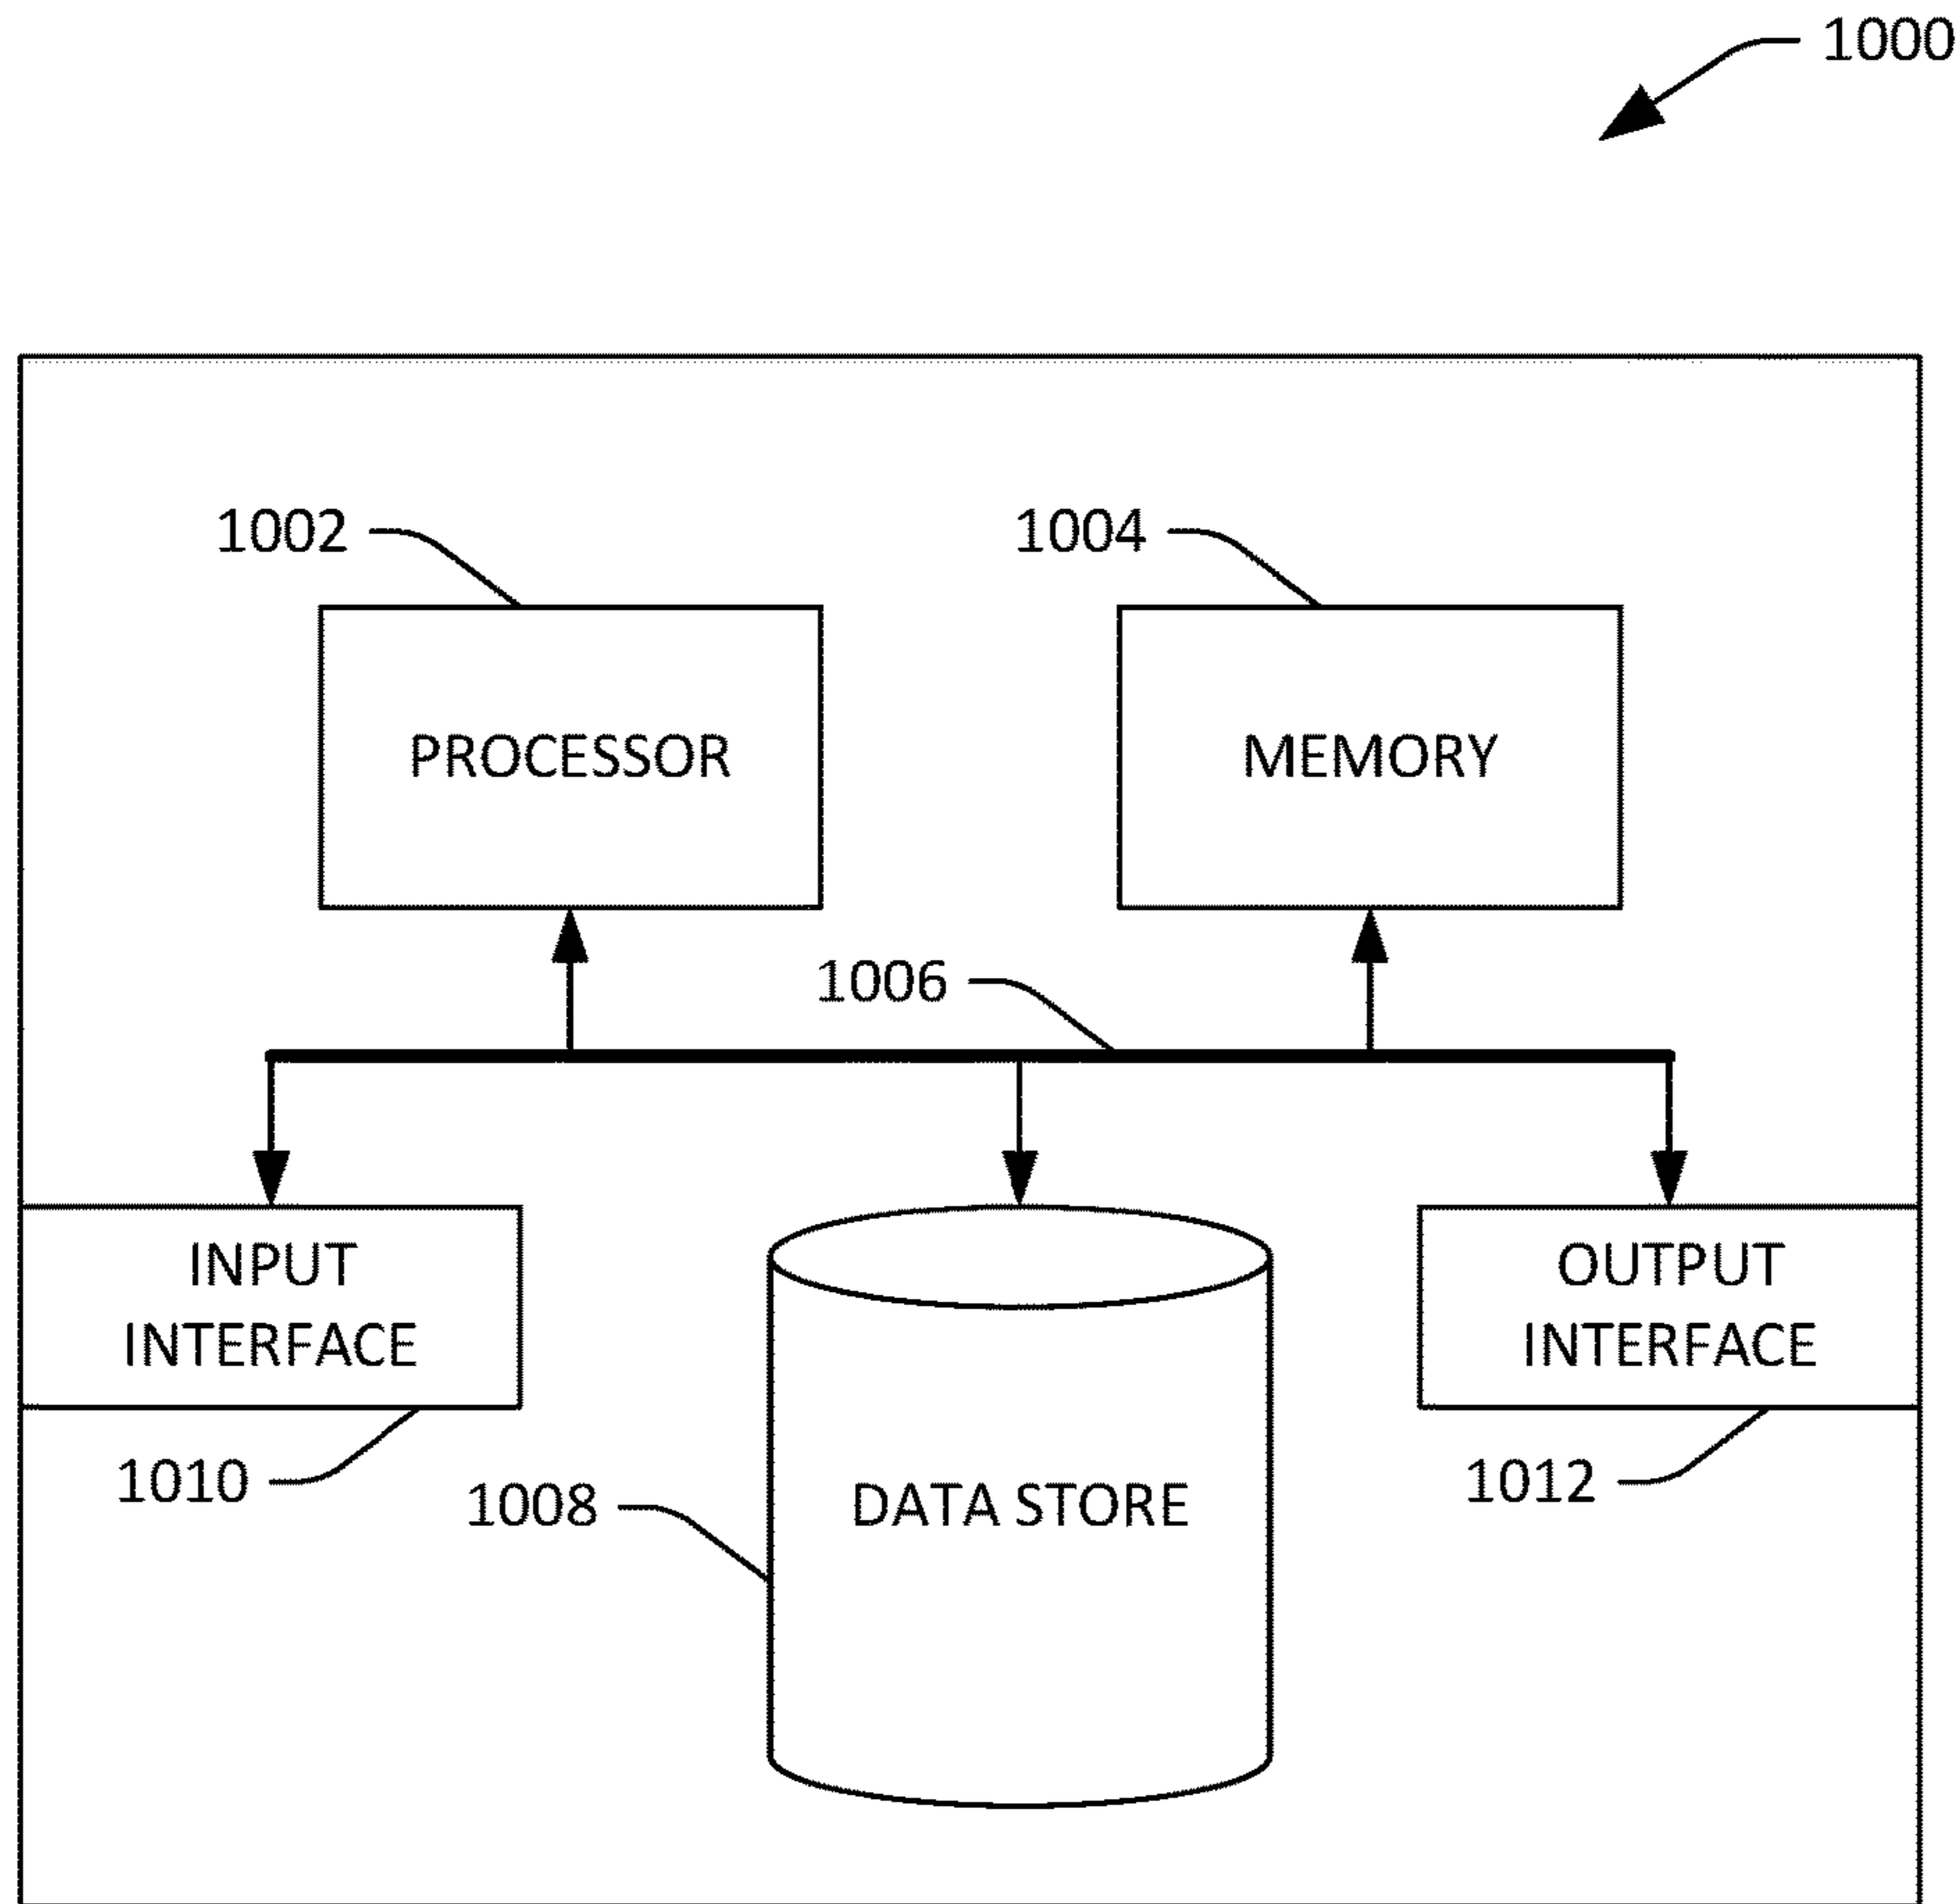 1000
1002
1004
PROCESSOR
MEMORY
1006
INPUT
INTERFACE
OUTPUT
INTERFACE
1010
1008
DATA STORE
1012